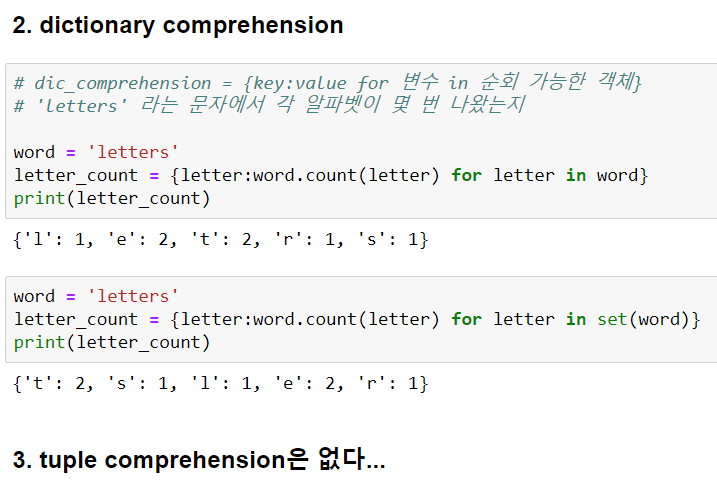 2. dictionary comprehension
# dic_comprehension = {key:value for 변수 in 순회 가능한 객체}
# 'letters' 라는 문자에서 각 알파벳이 몇 번 나왔는지
word = 'letters'
letter_count = {letter:word.count(letter) for letter in word}
print(letter_count)
{'l': 1, 'e': 2, 't': 2, 'r': 1, 's': 1}
word = 'letters'
letter_count = {letter:word.count(letter) for letter in set(word)}
print(letter_count)
{'t': 2, 's': 1, 'l': 1, 'e': 2, 'r': 1}
3. tuple comprehension은 없다...